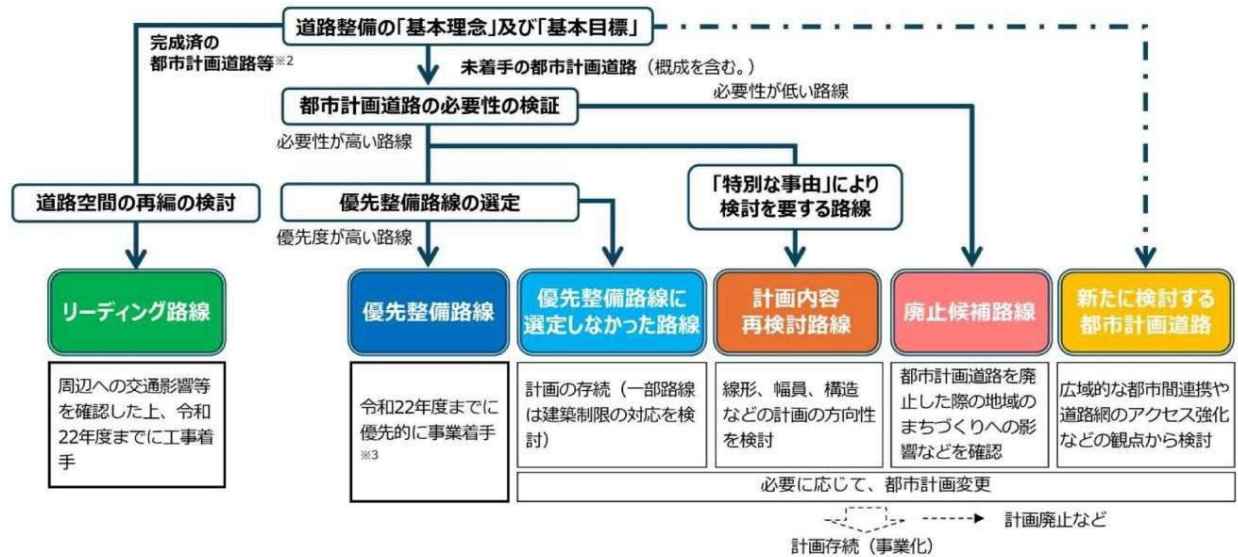 道路整備の「基本理念」及び「基本目標」
完成済の
都市計画道路等※2
未着手の都市計画道路（概成を含む。）
都市計画道路の必要性の検証
必要性が低い路線
必要性が高い路線
道路空間の再編の検討
優先整備路線の選定
「特別な事由」により
検討を要する路線
優先度が高い路線
リーディング路線
優先整備路線
優先整備路線に
選定しなかった路線
計画内容
再検討路線
廃止候補路線
新たに検討する
都市計画道路
周辺への交通影響等
を確認した上、令和
22年度までに工事着
手
令和22年度までに
優先的に事業着手
※3
計画の存続（一部路線
は建築制限の対応を検
討）
線形、幅員、構造
などの計画の方向性
を検討
都市計画道路を廃
止した際の地域の
まちづくりへの影
響などを確認
広域的な都市間連携や
道路網のアクセス強化
などの観点から検討
必要に応じて、都市計画変更
計画廃止など
計画存続（事業化）